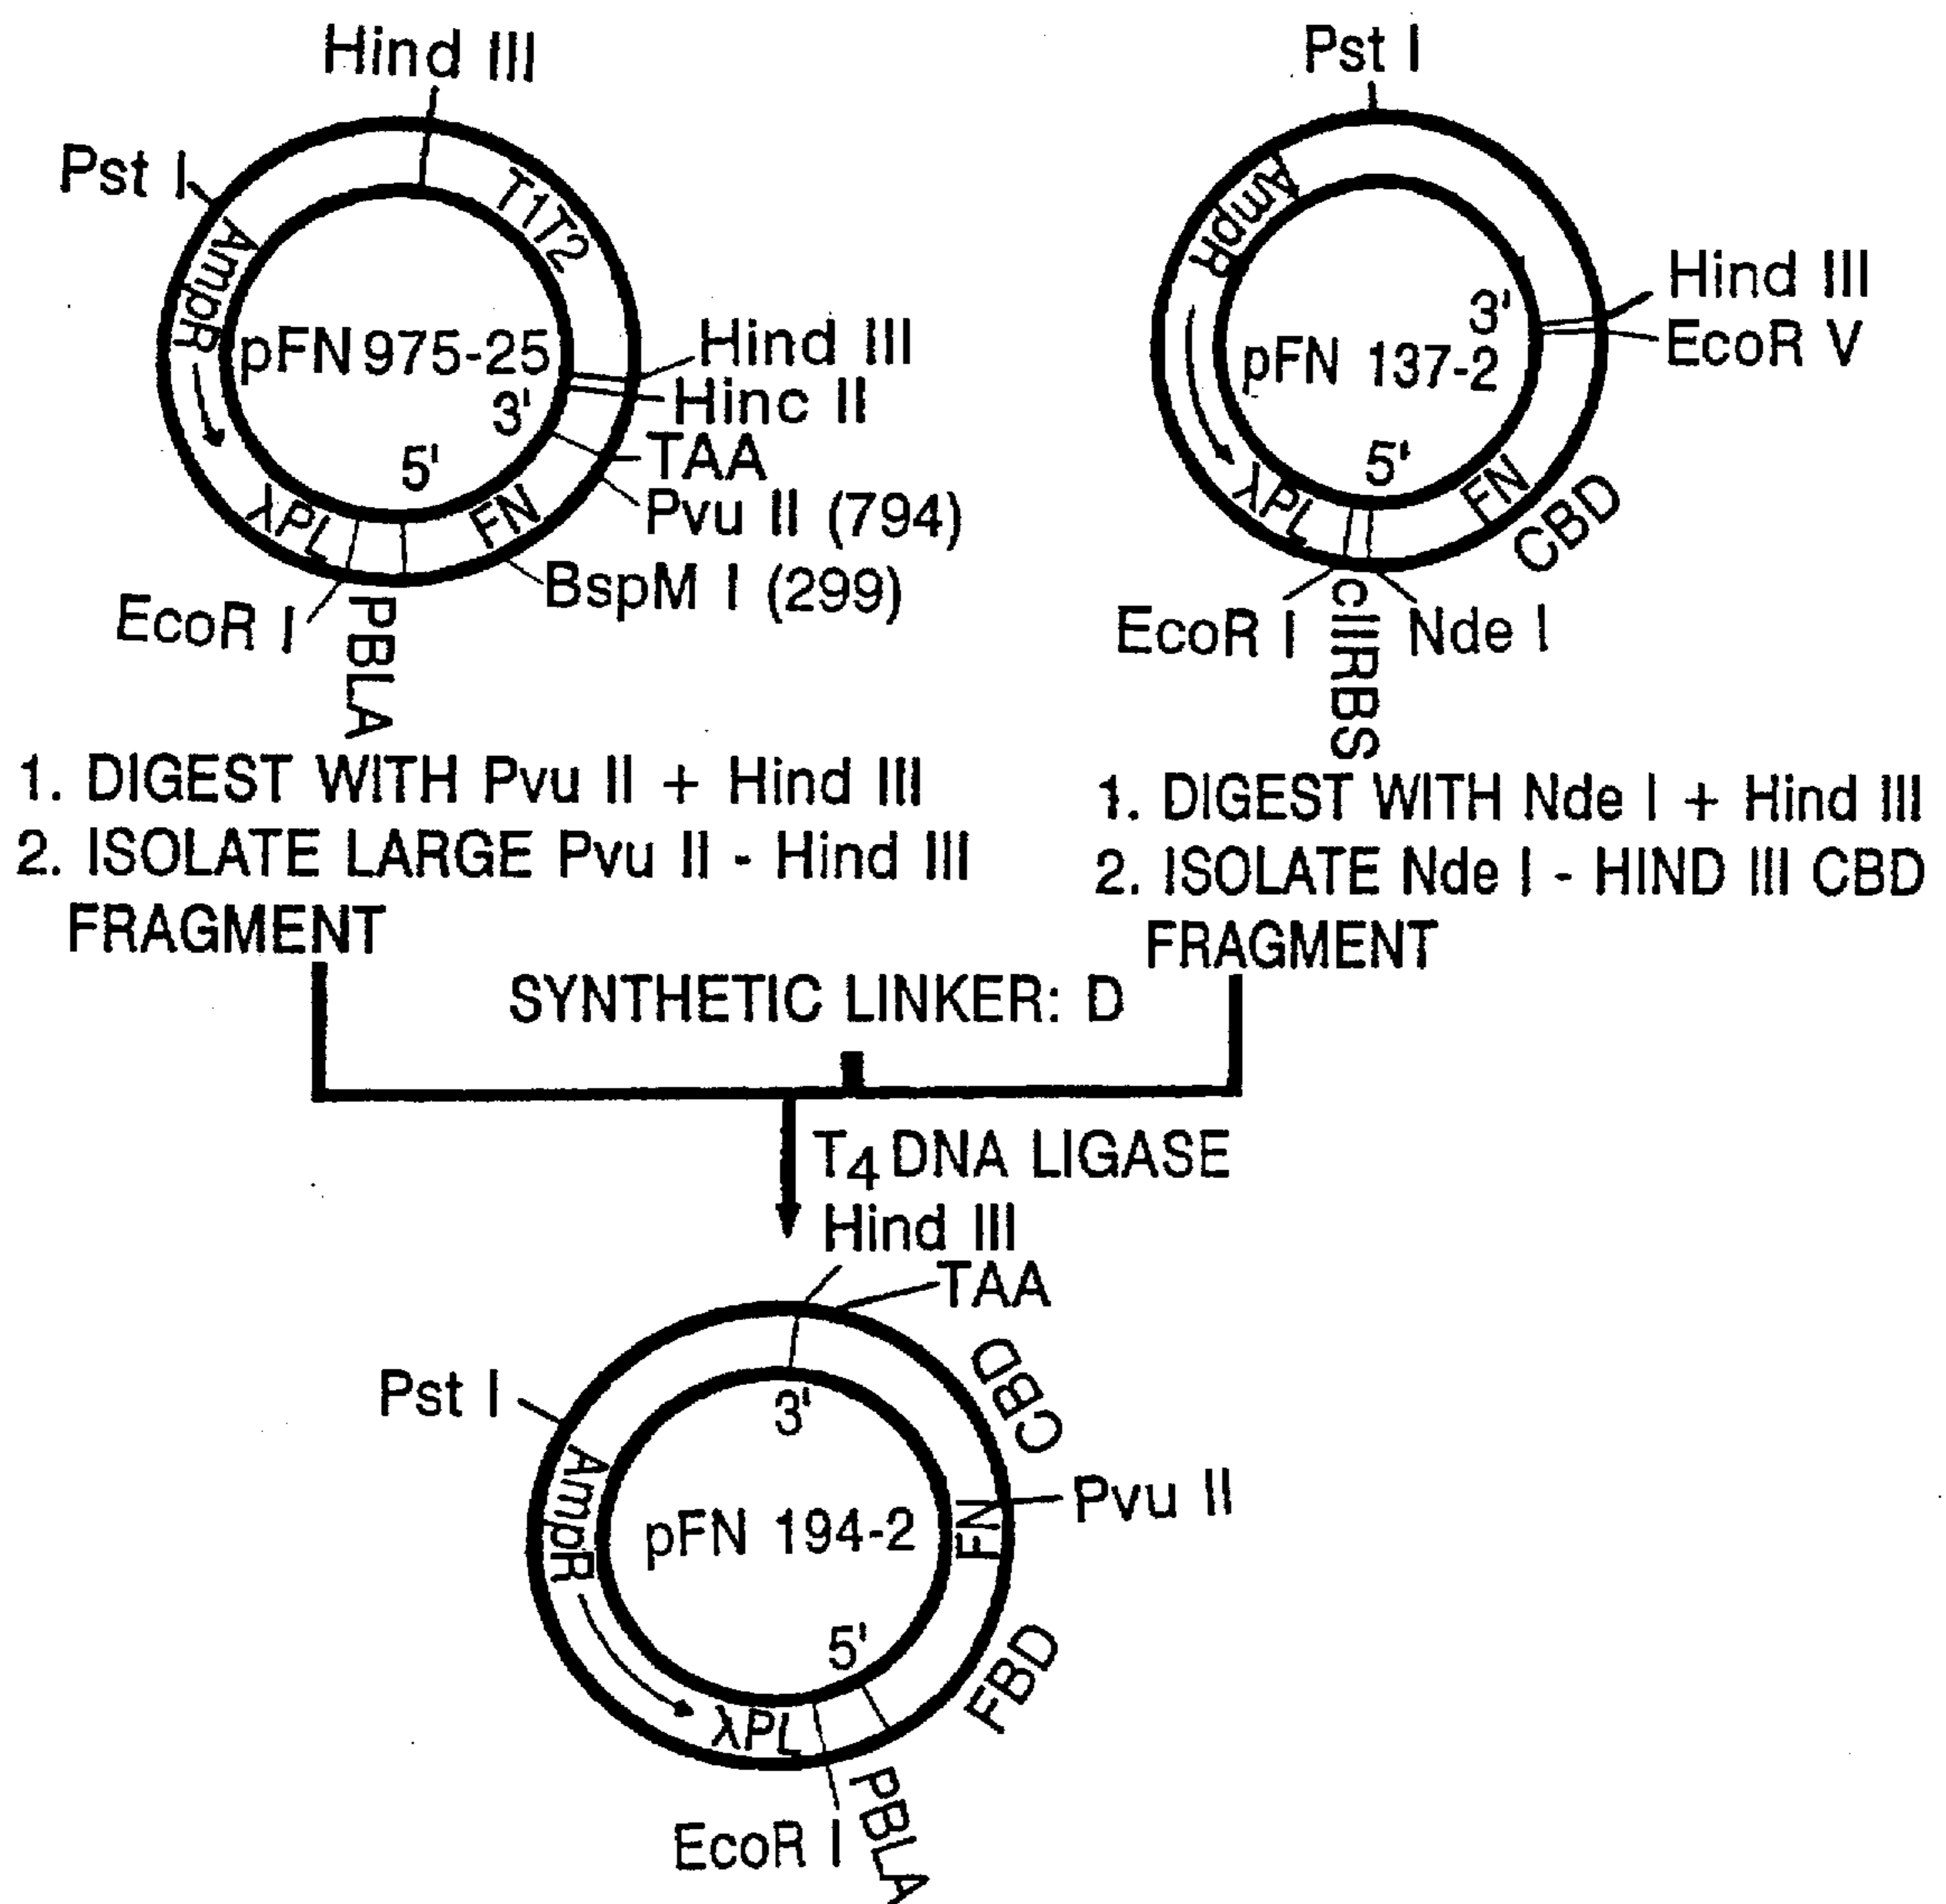 Hind III
Pst I
T1T2
AmpR
pFN 975-25
Hind III
Hinc II
3'
TAA
5'
Pvu II (794)
λPL
FN
BspM I (299)
EcoR I
PBLA
1. DIGEST WITH Pvu II + Hind III
2. ISOLATE LARGE Pvu II - Hind III
FRAGMENT
Pst I
AmpR
Hind III
3'
EcoR V
pFN 137-2
5'
λPL
FN
CBD
EcoR I
cIIRBS
Nde I
1. DIGEST WITH Nde I + Hind III
2. ISOLATE Nde I - HIND III CBD
FRAGMENT
SYNTHETIC LINKER: D
T4 DNA LIGASE
Hind III
TAA
CBD
Pst I
3'
AmpR
Pvu II
FN
pFN 194-2
5'
FBD
λPL
EcoR I
PBLA